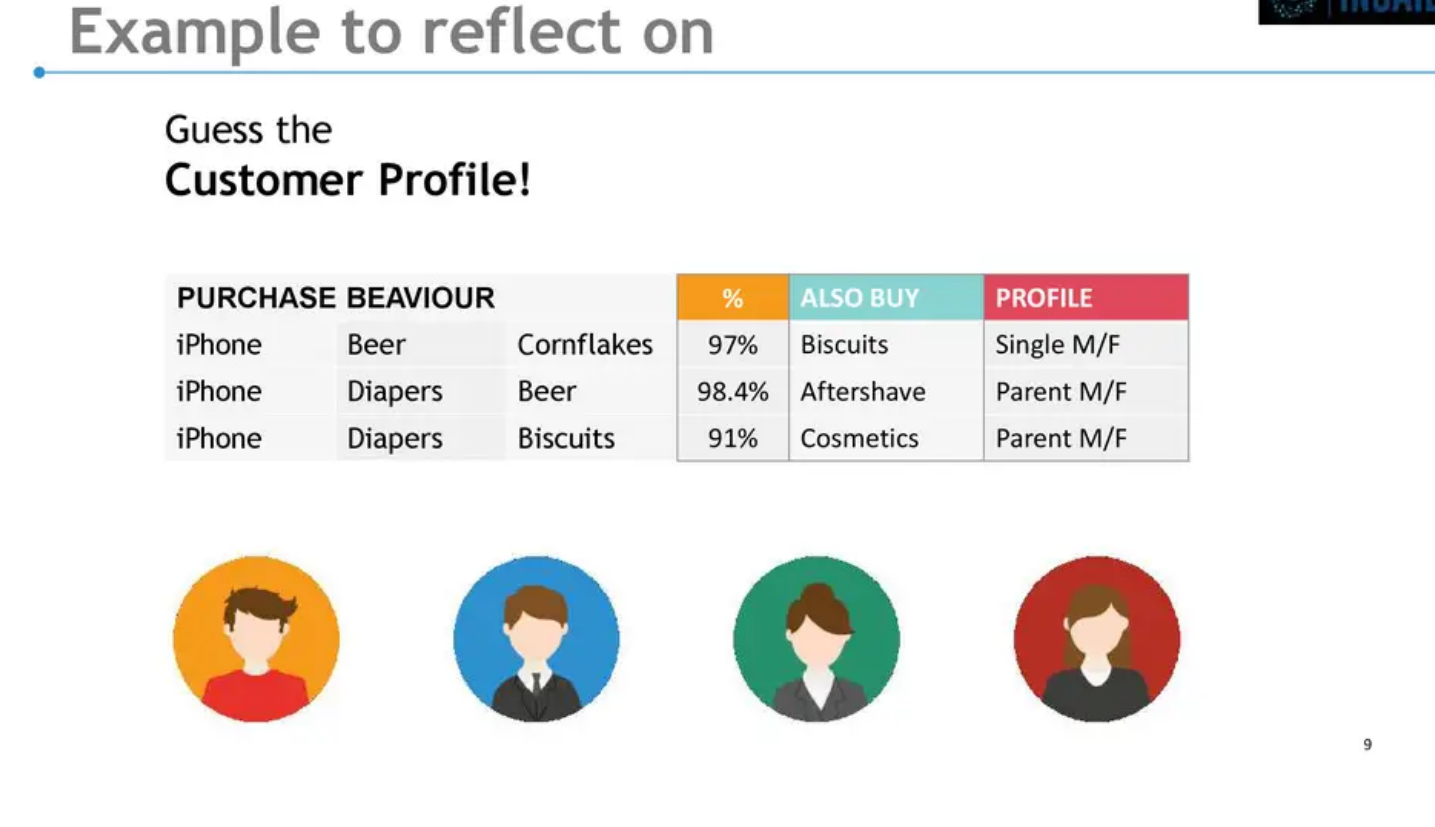 Example to reflect on
Guess the
Customer Profile!
PURCHASE BEAVIOUR % ALSO BUY PROFILE
iPhone Beer Cornflakes 97% Biscuits Single M/F
iPhone Diapers Beer 98.4% Aftershave Parent M/F
iPhone Diapers Biscuits 91% Cosmetics Parent M/F
9